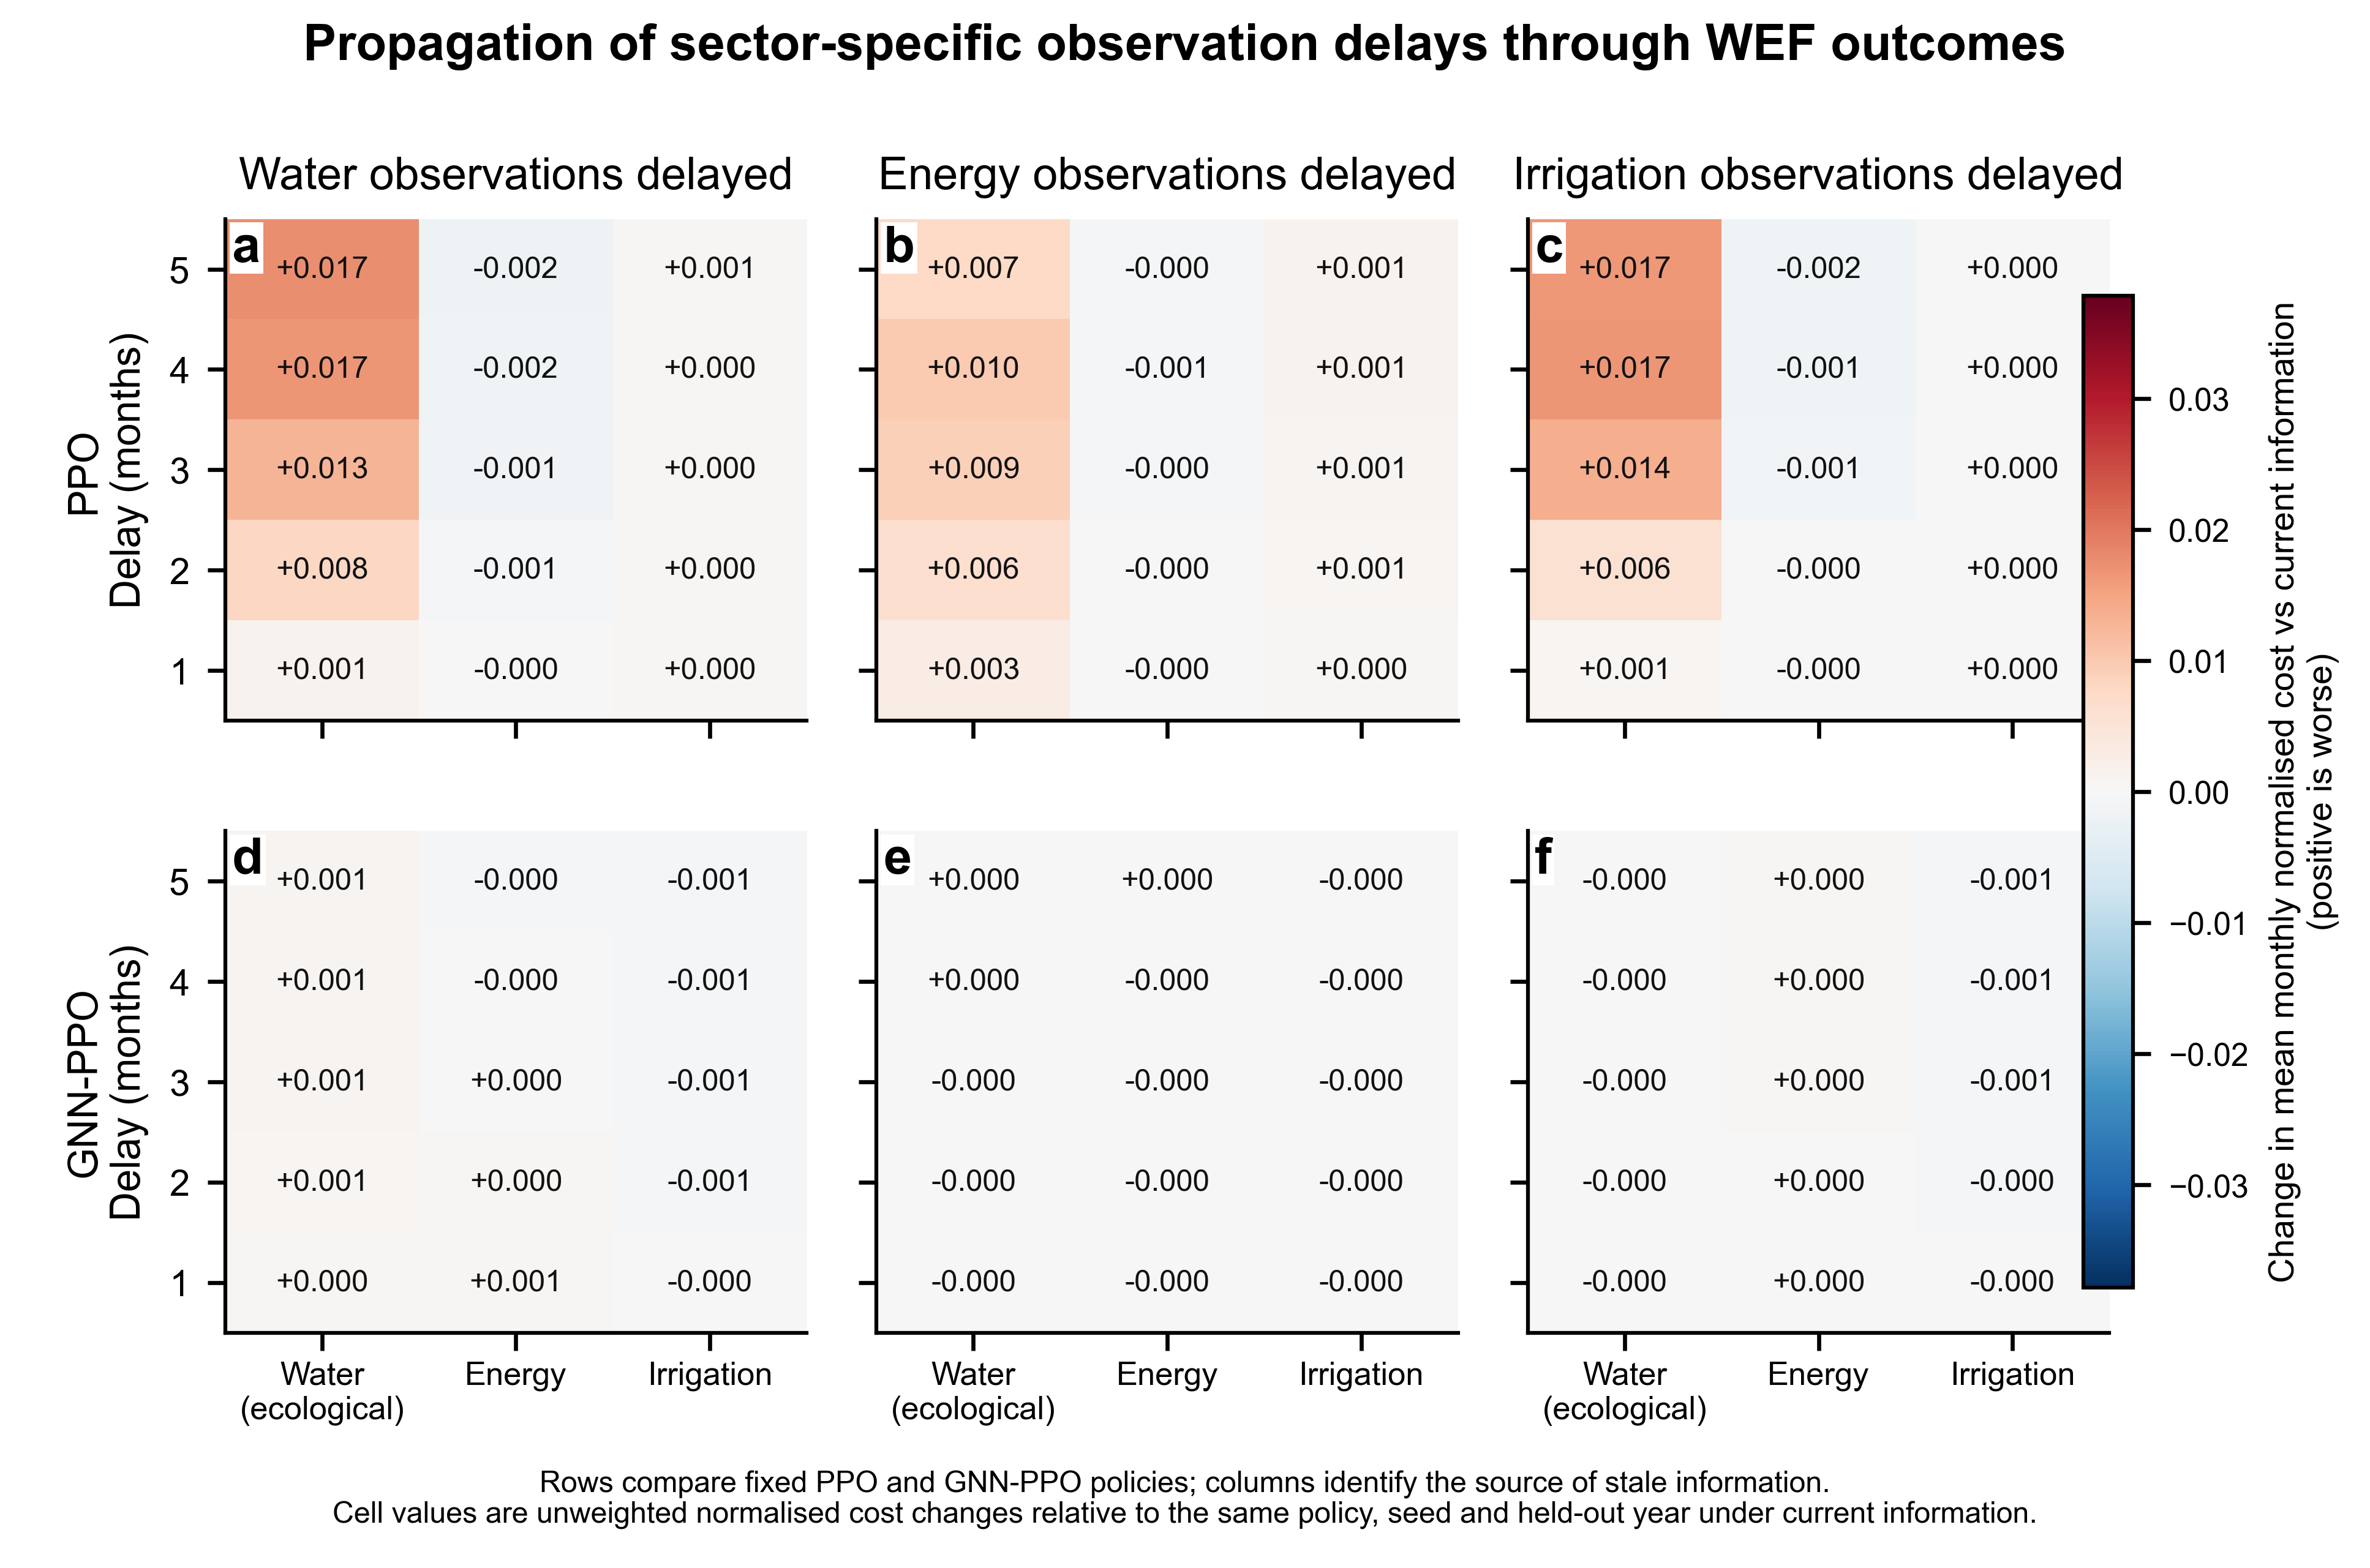 Propagation of sector-specific observation delays through WEF outcomes
Water observations delayed
Energy observations delayed
Irrigation observations delayed
PPO
Delay (months)
a
b
c
5 +0.017 -0.002 +0.001 +0.007 -0.000 +0.001 +0.017 -0.002 +0.000
4 +0.017 -0.002 +0.000 +0.010 -0.001 +0.001 +0.017 -0.001 +0.000
3 +0.013 -0.001 +0.000 +0.009 -0.000 +0.001 +0.014 -0.001 +0.000
2 +0.008 -0.001 +0.000 +0.006 -0.000 +0.001 +0.006 -0.000 +0.000
1 +0.001 -0.000 +0.000 +0.003 -0.000 +0.000 +0.001 -0.000 +0.000
GNN-PPO
Delay (months)
d
e
f
5 +0.001 -0.000 -0.001 +0.000 +0.000 -0.000 -0.000 +0.000 -0.001
4 +0.001 -0.000 -0.001 +0.000 -0.000 -0.000 -0.000 +0.000 -0.001
3 +0.001 +0.000 -0.001 -0.000 -0.000 -0.000 -0.000 +0.000 -0.001
2 +0.001 +0.000 -0.001 -0.000 -0.000 -0.000 -0.000 +0.000 -0.000
1 +0.000 +0.001 -0.000 -0.000 -0.000 -0.000 -0.000 +0.000 -0.000
Water Energy Irrigation Water Energy Irrigation Water Energy Irrigation
(ecological) (ecological) (ecological)
0.03
0.02
0.01
0.00
−0.01
−0.02
−0.03
Change in mean monthly normalised cost vs current information
(positive is worse)
Rows compare fixed PPO and GNN-PPO policies; columns identify the source of stale information.
Cell values are unweighted normalised cost changes relative to the same policy, seed and held-out year under current information.